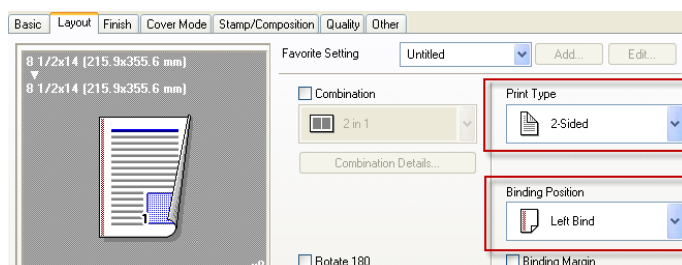 Basic Layout Finish Cover Mode Stamp/Composition Quality Other
8 1/2x14 (215.9x355.6 mm)
8 1/2x14 (215.9x355.6 mm)
1
Favorite Setting Untitled Add... Edit...
Combination
2 in 1
Combination Details...
Print Type
2-Sided
Binding Position
Left Bind
Rotate 180
Binding Margin